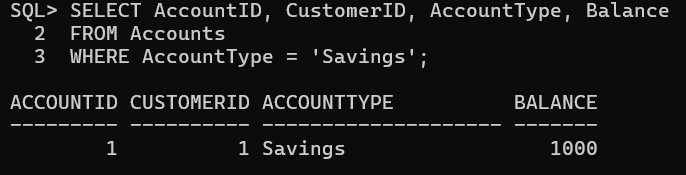 SQL> SELECT AccountID, CustomerID, AccountType, Balance
  2  FROM Accounts
  3  WHERE AccountType = 'Savings';
ACCOUNTID CUSTOMERID ACCOUNTTYPE          BALANCE
--------- ---------- -------------------- -------
        1          1 Savings                 1000